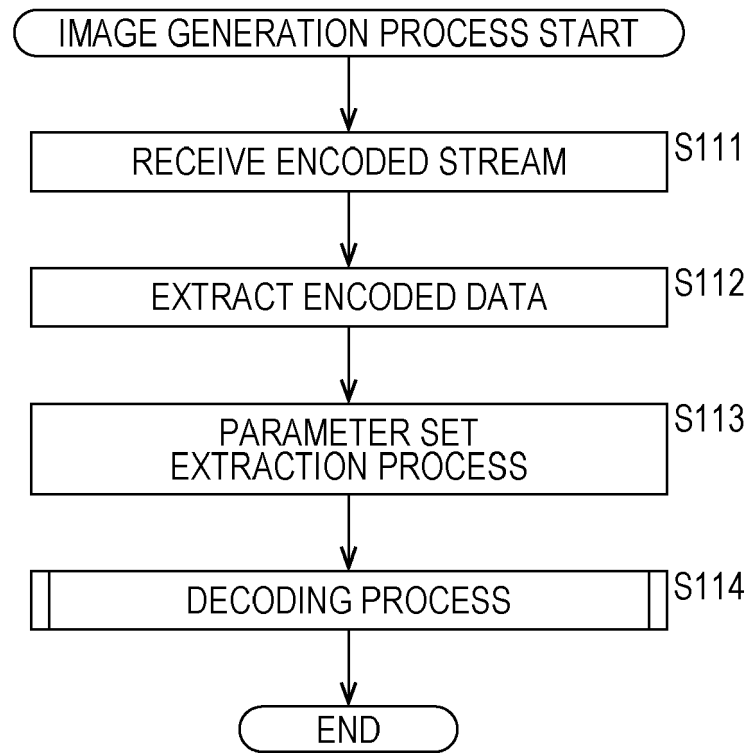 IMAGE GENERATION PROCESS START
RECEIVE ENCODED STREAM
S111
EXTRACT ENCODED DATA
S112
PARAMETER SET
EXTRACTION PROCESS
S113
DECODING PROCESS
S114
END